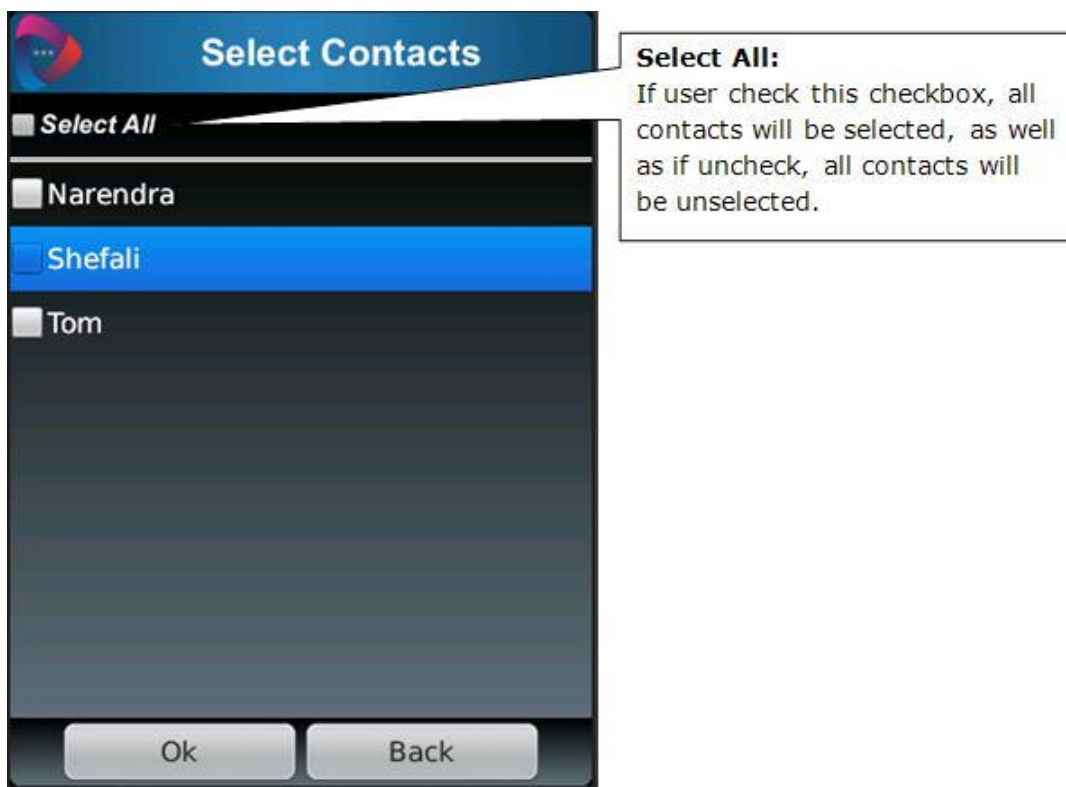 Select Contacts
Select All
Narendra
Shefali
Tom
Ok
Back
Select All:
If user check this checkbox, all
contacts will be selected, as well
as if uncheck, all contacts will
be unselected.